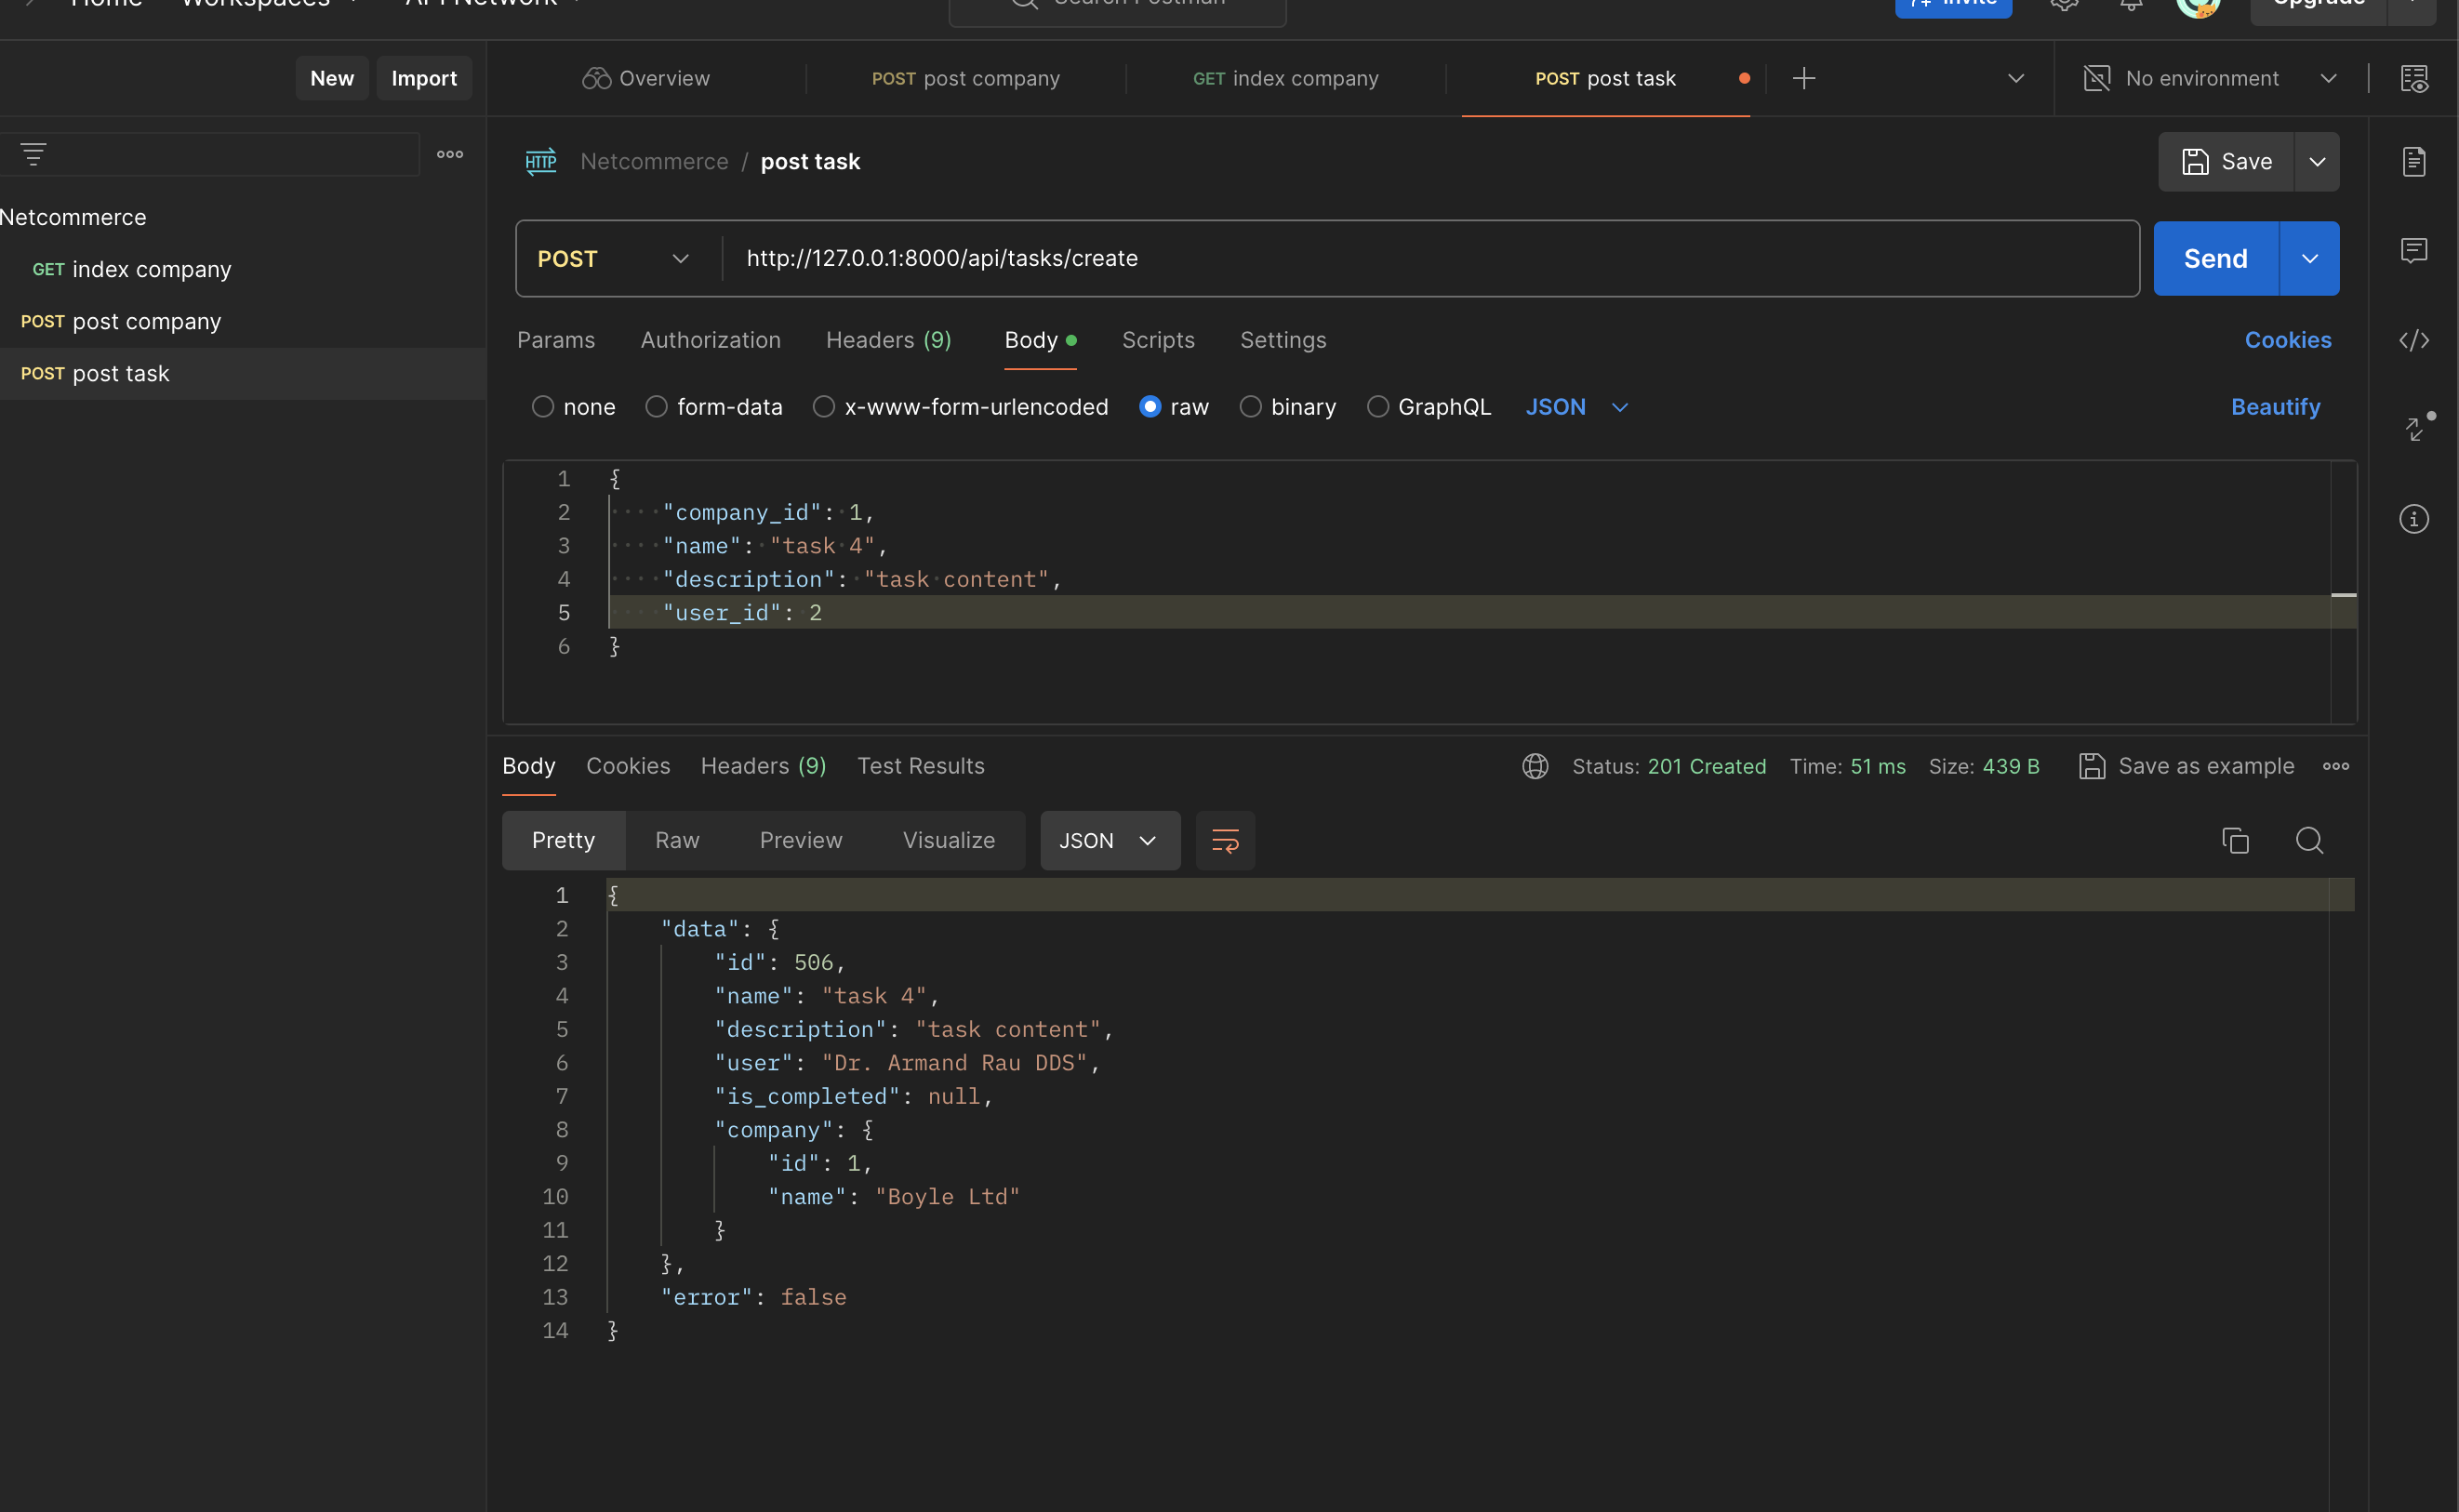 Home Workspaces API Network Search Postman Invite Upgrade
New Import Overview POST post company GET index company POST post task No environment
HTTP Netcommerce / post task Save
Netcommerce
GET index company
POST post company
POST post task
POST http://127.0.0.1:8000/api/tasks/create Send
Params Authorization Headers (9) Body Scripts Settings Cookies
none form-data x-www-form-urlencoded raw binary GraphQL JSON Beautify
1 {
2 "company_id": 1,
3 "name": "task 4",
4 "description": "task content",
5 "user_id": 2
6 }
Body Cookies Headers (9) Test Results Status: 201 Created Time: 51 ms Size: 439 B Save as example
Pretty Raw Preview Visualize JSON
1 {
2 "data": {
3 "id": 506,
4 "name": "task 4",
5 "description": "task content",
6 "user": "Dr. Armand Rau DDS",
7 "is_completed": null,
8 "company": {
9 "id": 1,
10 "name": "Boyle Ltd"
11 }
12 },
13 "error": false
14 }